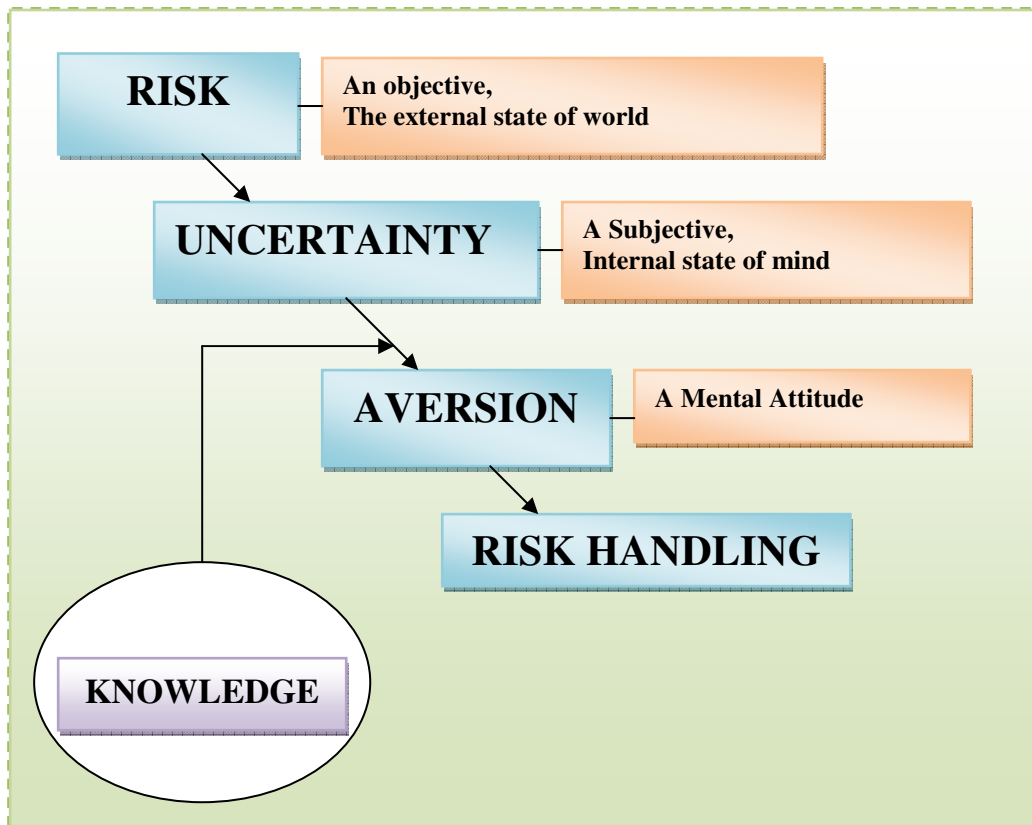 RISK
An objective,
The external state of world
UNCERTAINTY
A Subjective,
Internal state of mind
AVERSION
A Mental Attitude
RISK HANDLING
KNOWLEDGE